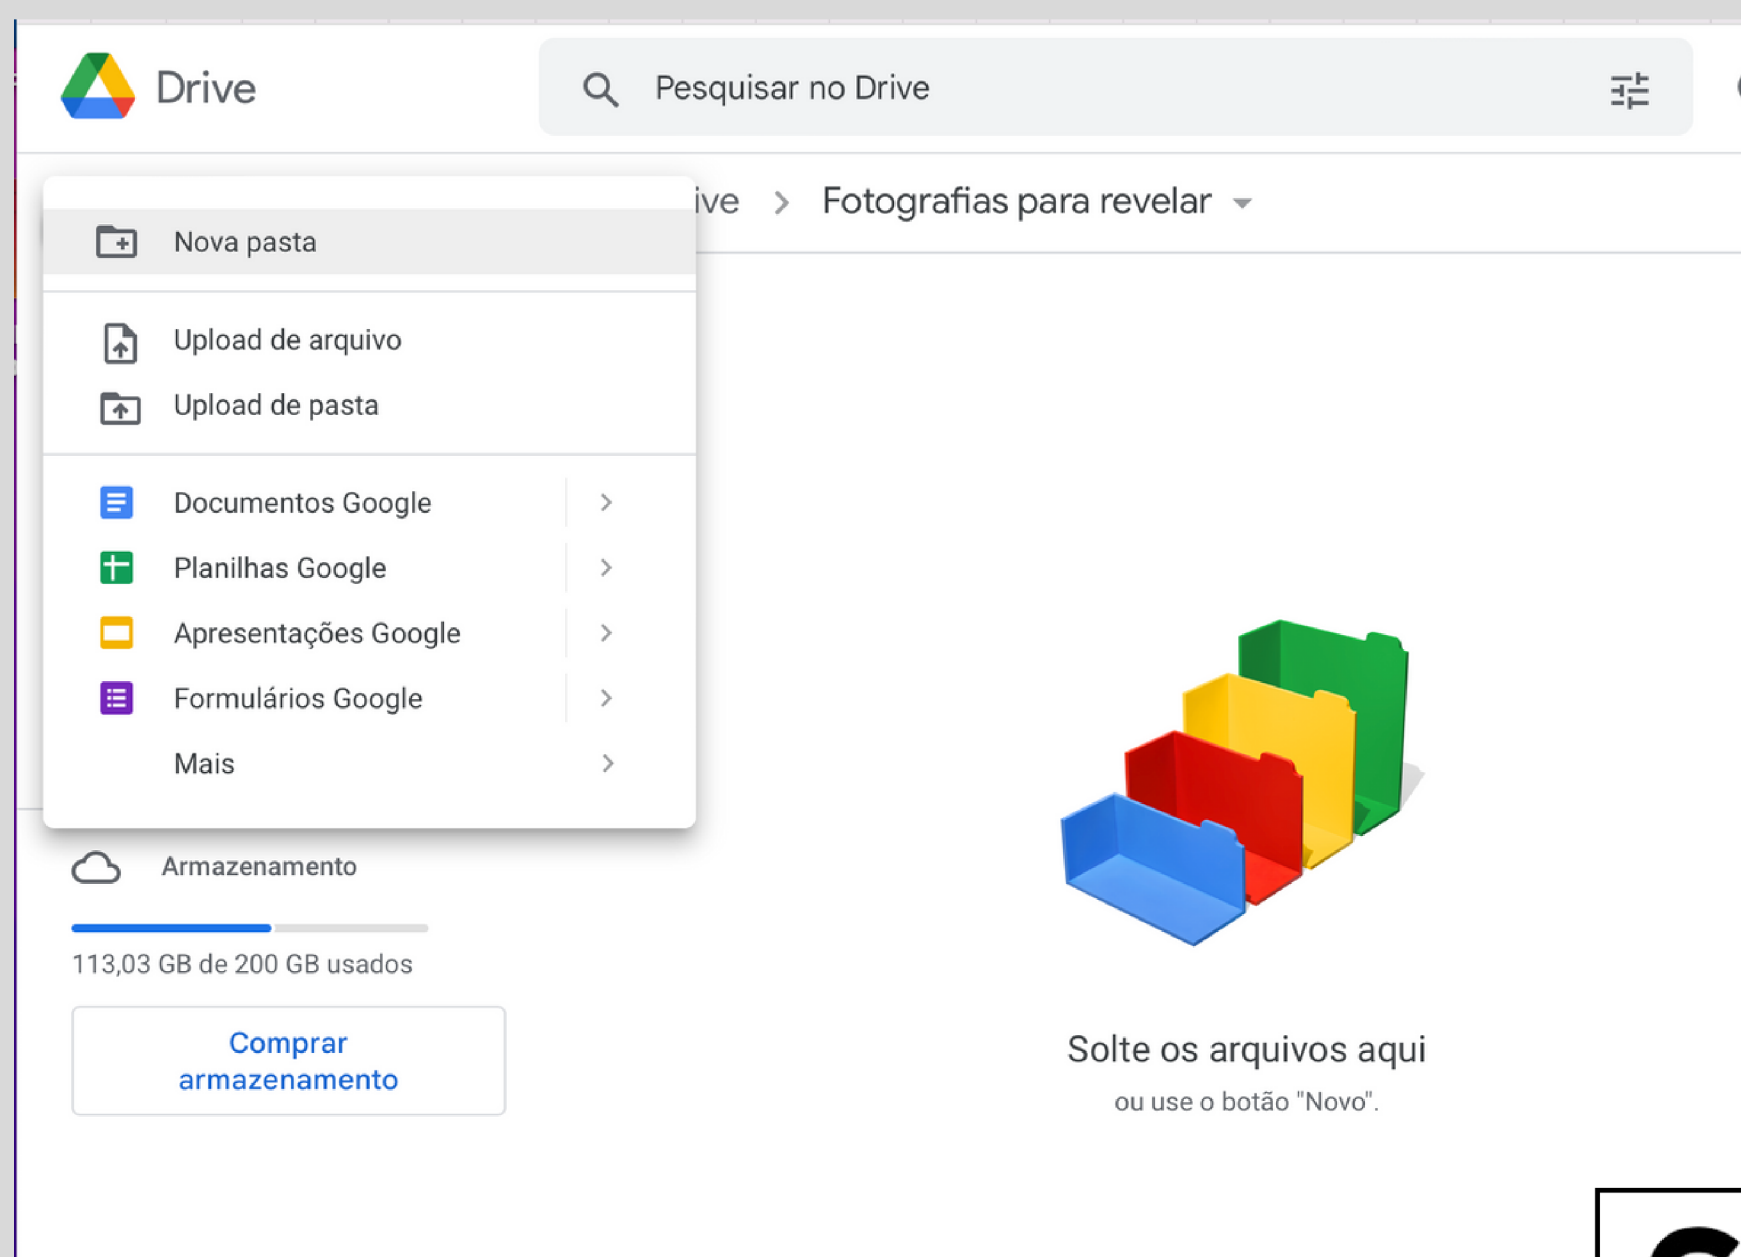 Drive
Pesquisar no Drive
ive > Fotografias para revelar
Nova pasta
Upload de arquivo
Upload de pasta
Documentos Google
Planilhas Google
Apresentações Google
Formulários Google
Mais
Armazenamento
113,03 GB de 200 GB usados
Comprar
armazenamento
Solte os arquivos aqui
ou use o botão "Novo".